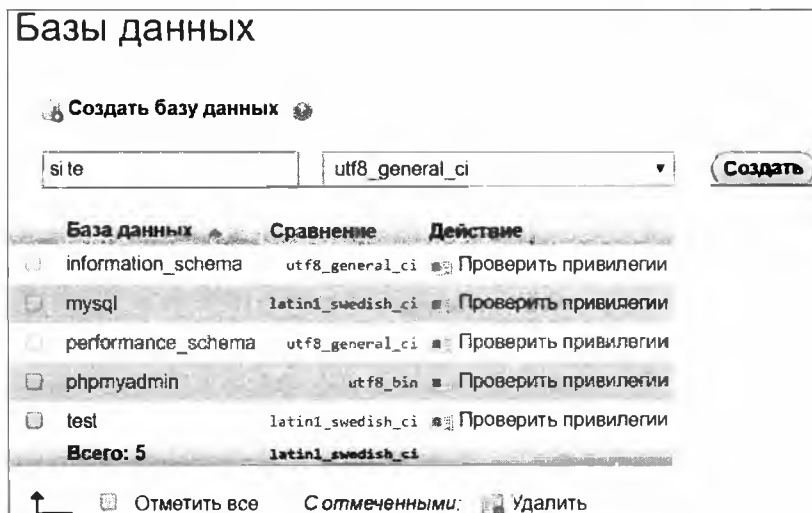 Базы данных
Создать базу данных
site utf8_general_ci Создать
База данных Сравнение Действие
information_schema utf8_general_ci Проверить привилегии
mysql latin1_swedish_ci Проверить привилегии
performance_schema utf8_general_ci Проверить привилегии
phpmyadmin utf8_bin Проверить привилегии
test latin1_swedish_ci Проверить привилегии
Всего: 5 latin1_swedish_ci
Отметить все С отмеченными: Удалить